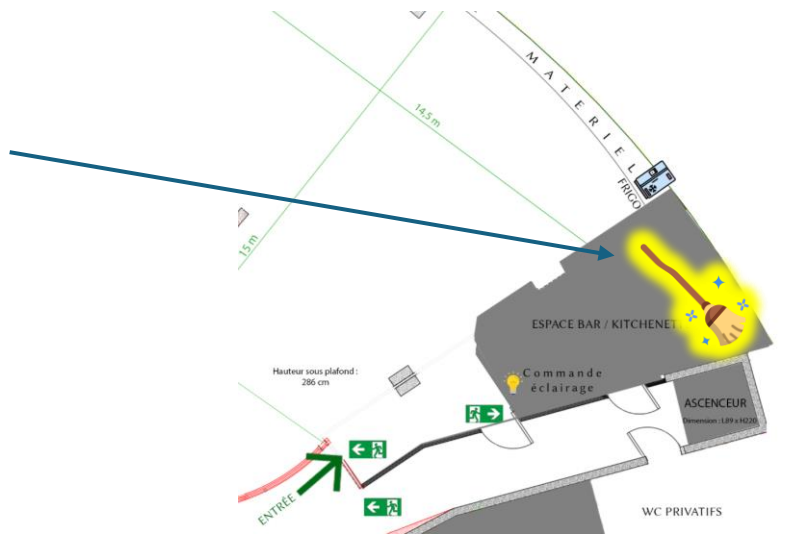 MATERIEL
14,5 m
FRIGO
15 m
ESPACE BAR / KITCHENET
Hauteur sous plafond :
286 cm
Commande
éclairage
ASCENCEUR
Dimension : L89 x H220
ENTRÉE
WC PRIVATIFS